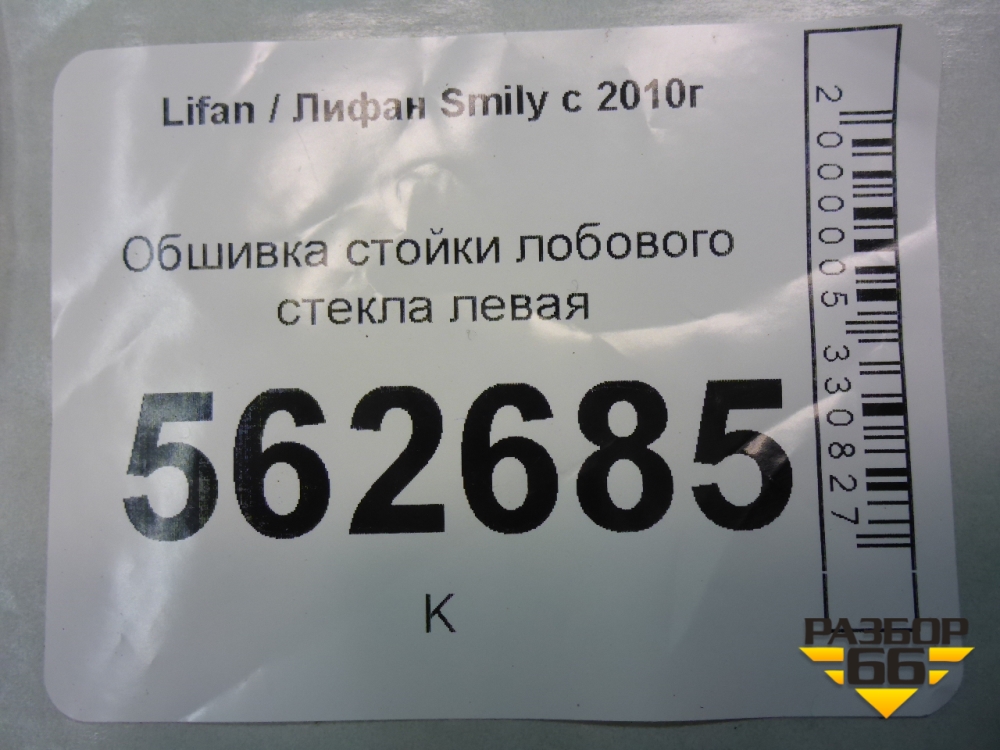 Lifan / Лифан Smily с 2010г
Обшивка стойки лобового
стекла левая
562685
К
2000005330827
РАЗБОР
66